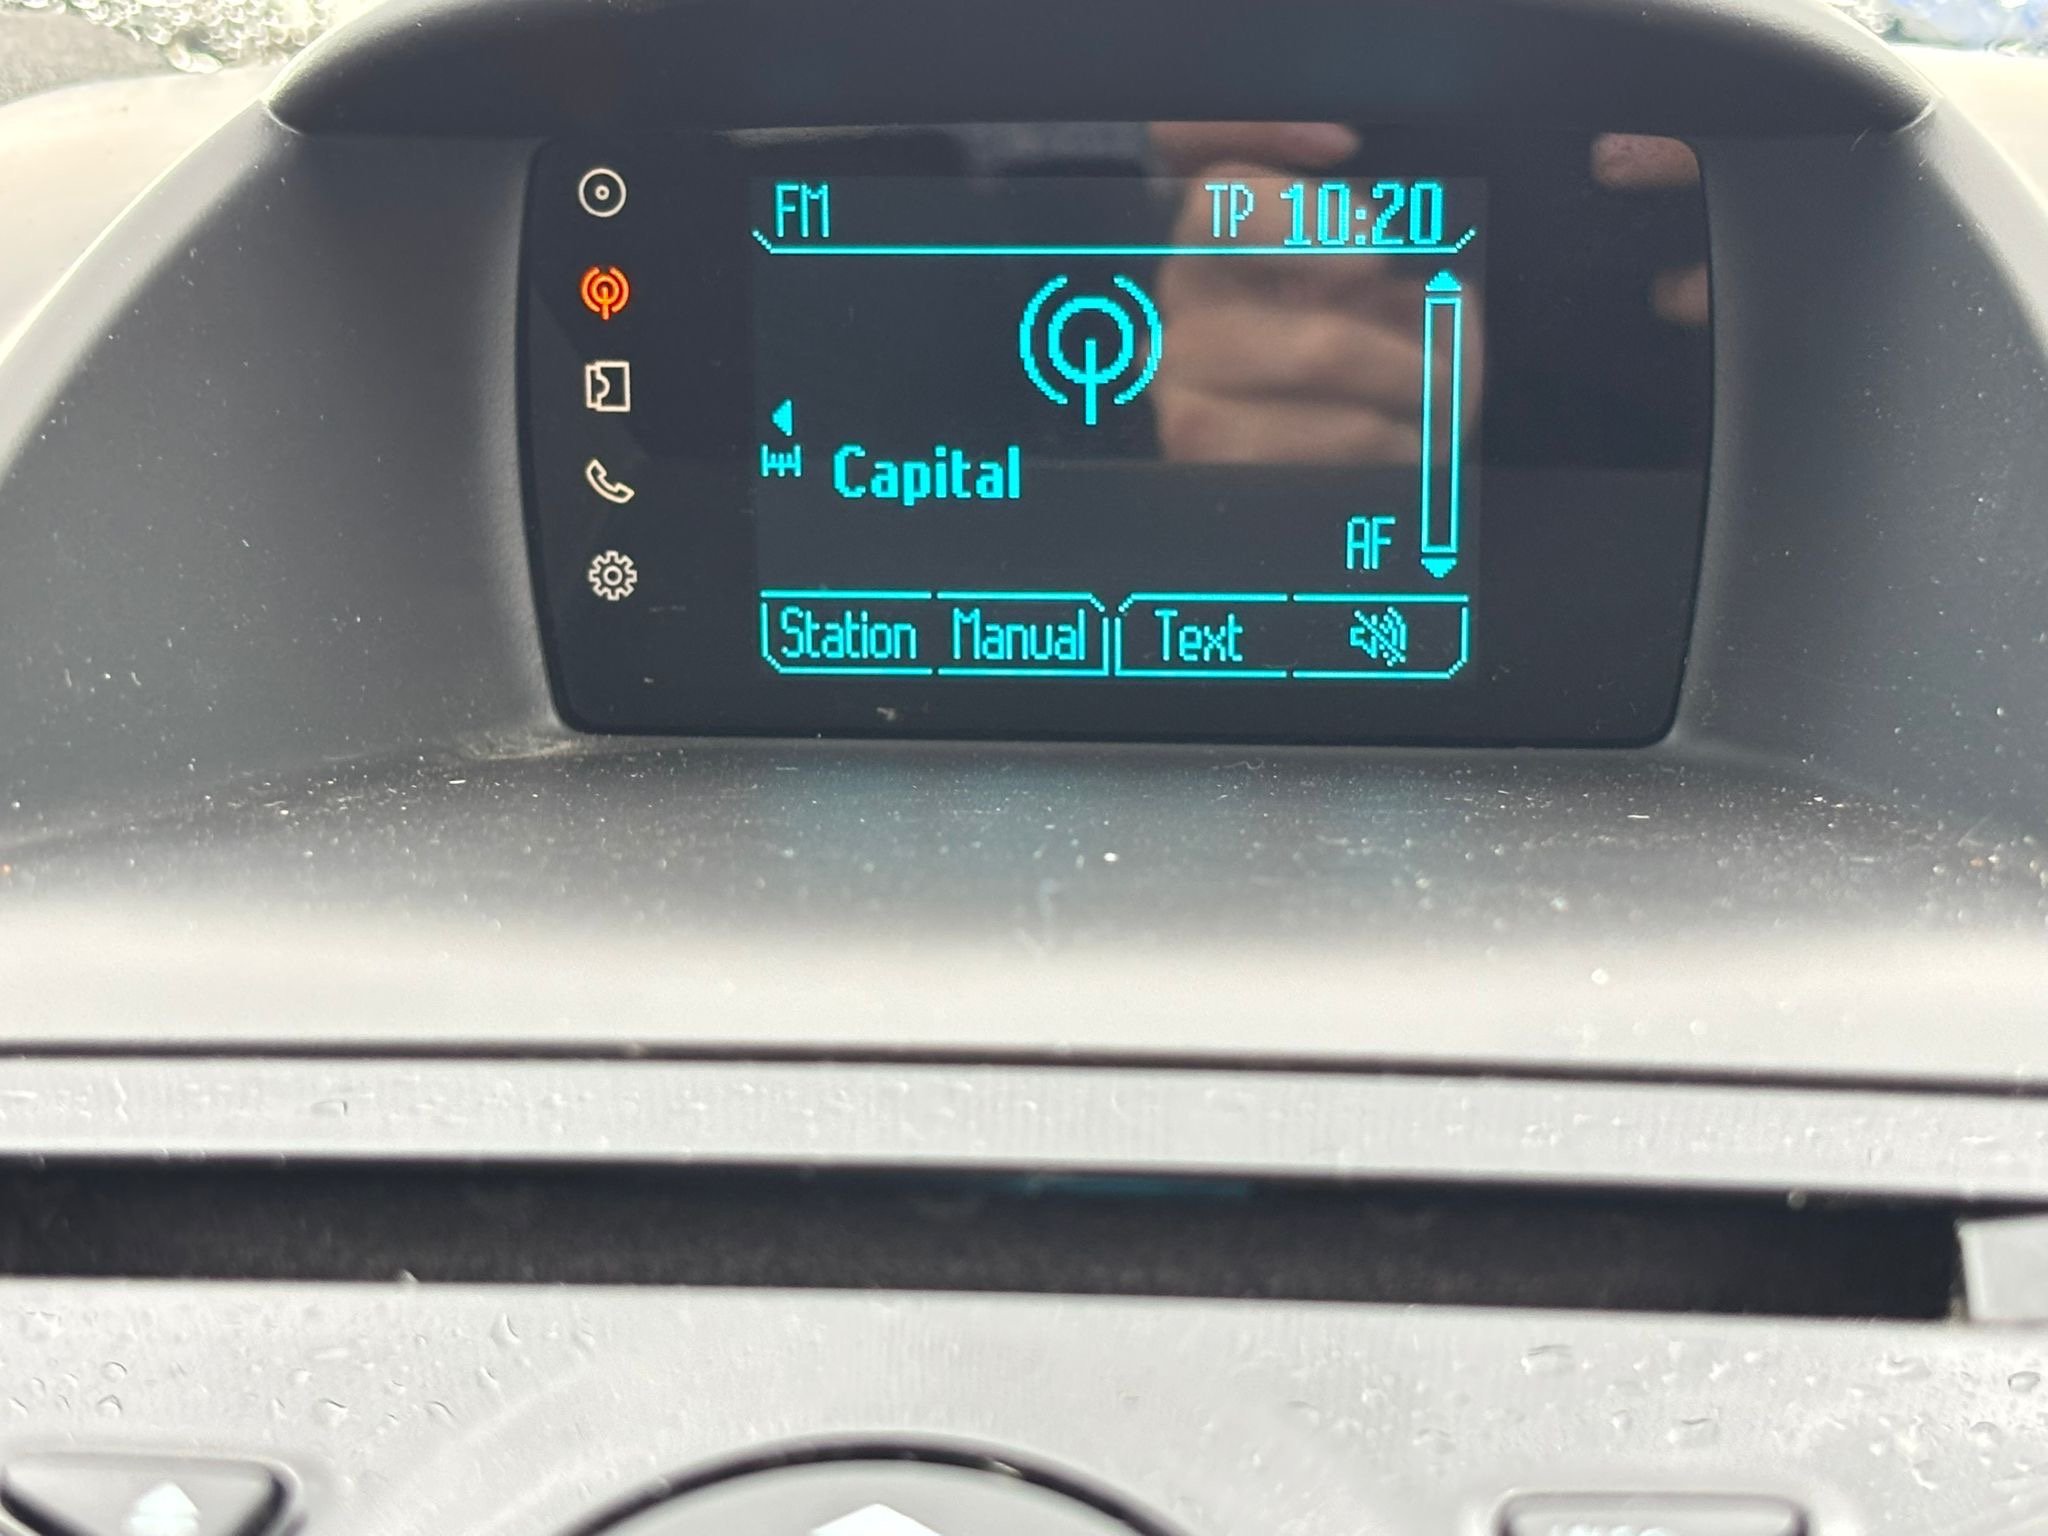 FM TP 10:20
Capital
AF
Station Manual Text